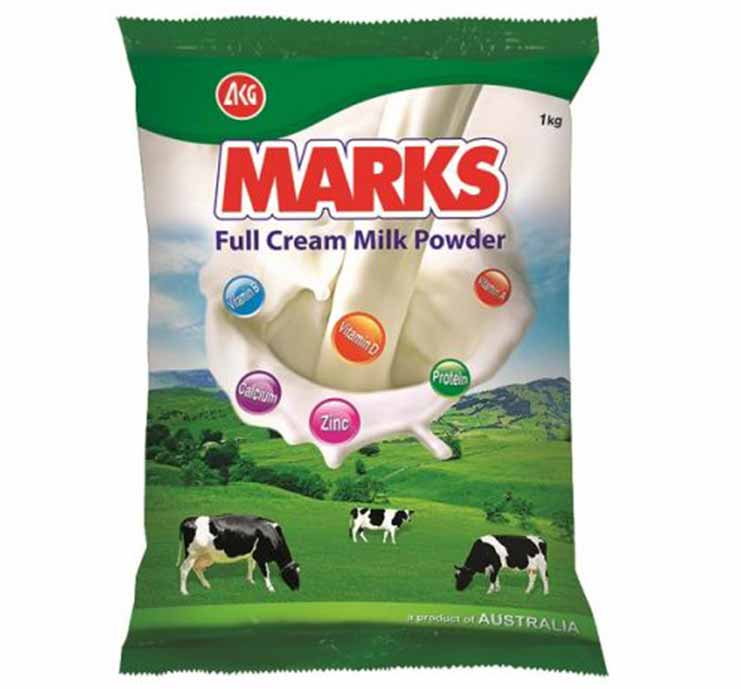 AKG
1kg
MARKS
Full Cream Milk Powder
Vitamin B
Vitamin A
Vitamin D
Protein
Calcium
Zinc
a product of AUSTRALIA